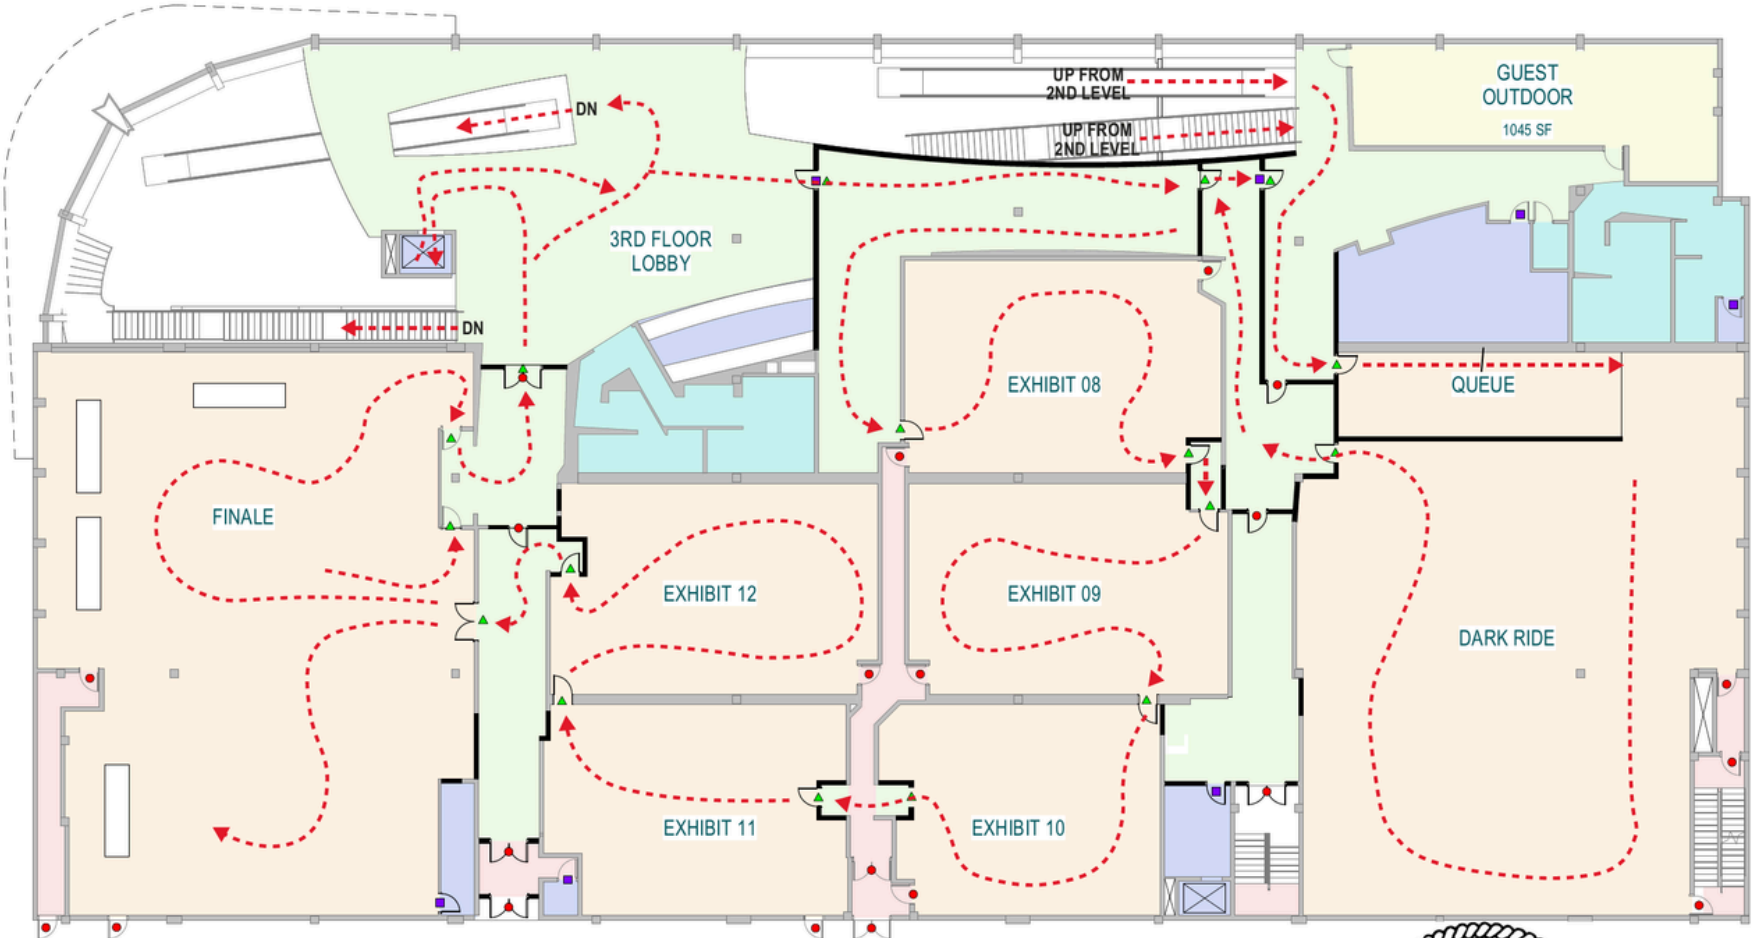 GUEST
OUTDOOR
1045 SF
UP FROM
2ND LEVEL
DN
UP FROM
2ND LEVEL
3RD FLOOR
LOBBY
DN
EXHIBIT 08
QUEUE
FINALE
EXHIBIT 12
EXHIBIT 09
DARK RIDE
EXHIBIT 11
EXHIBIT 10